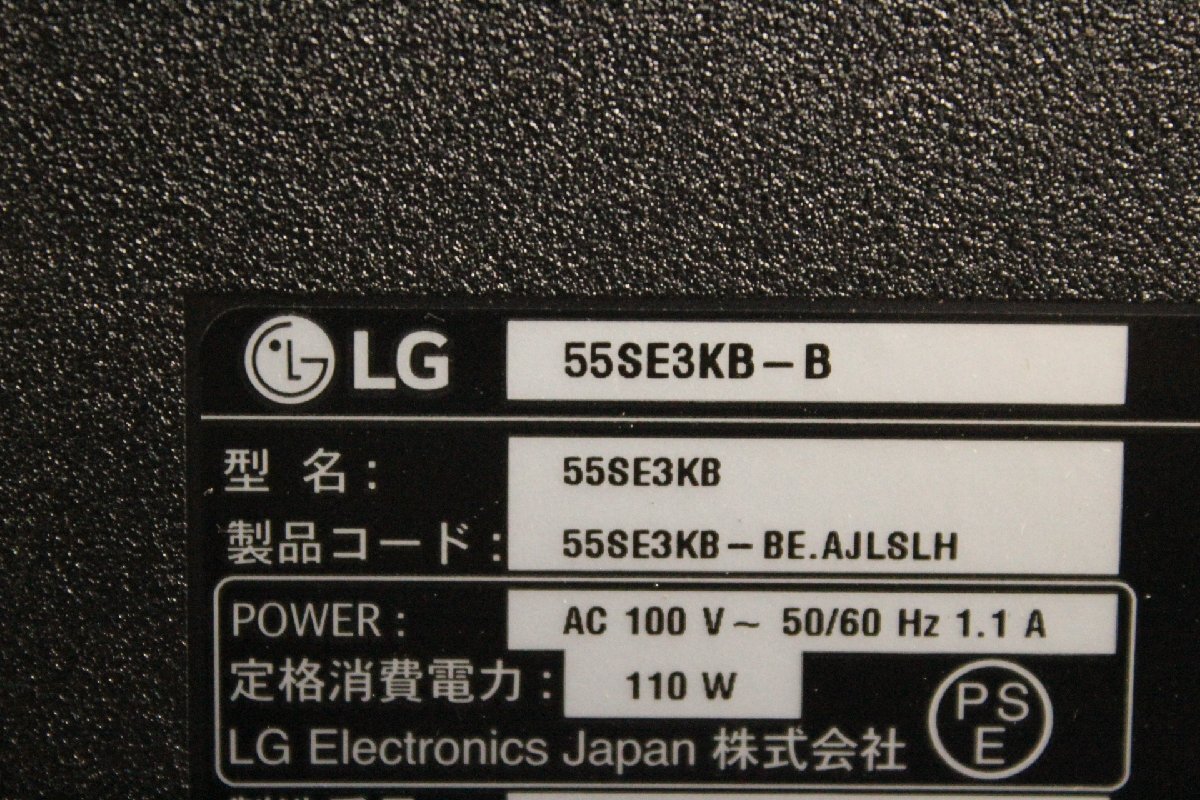 LG 55SE3KB-B
型 名: 55SE3KB
製品コード: 55SE3KB-BE.AJLSLH
POWER: AC 100 V~ 50/60 Hz 1.1 A
定格消費電力: 110 W
LG Electronics Japan 株式会社
PS
E